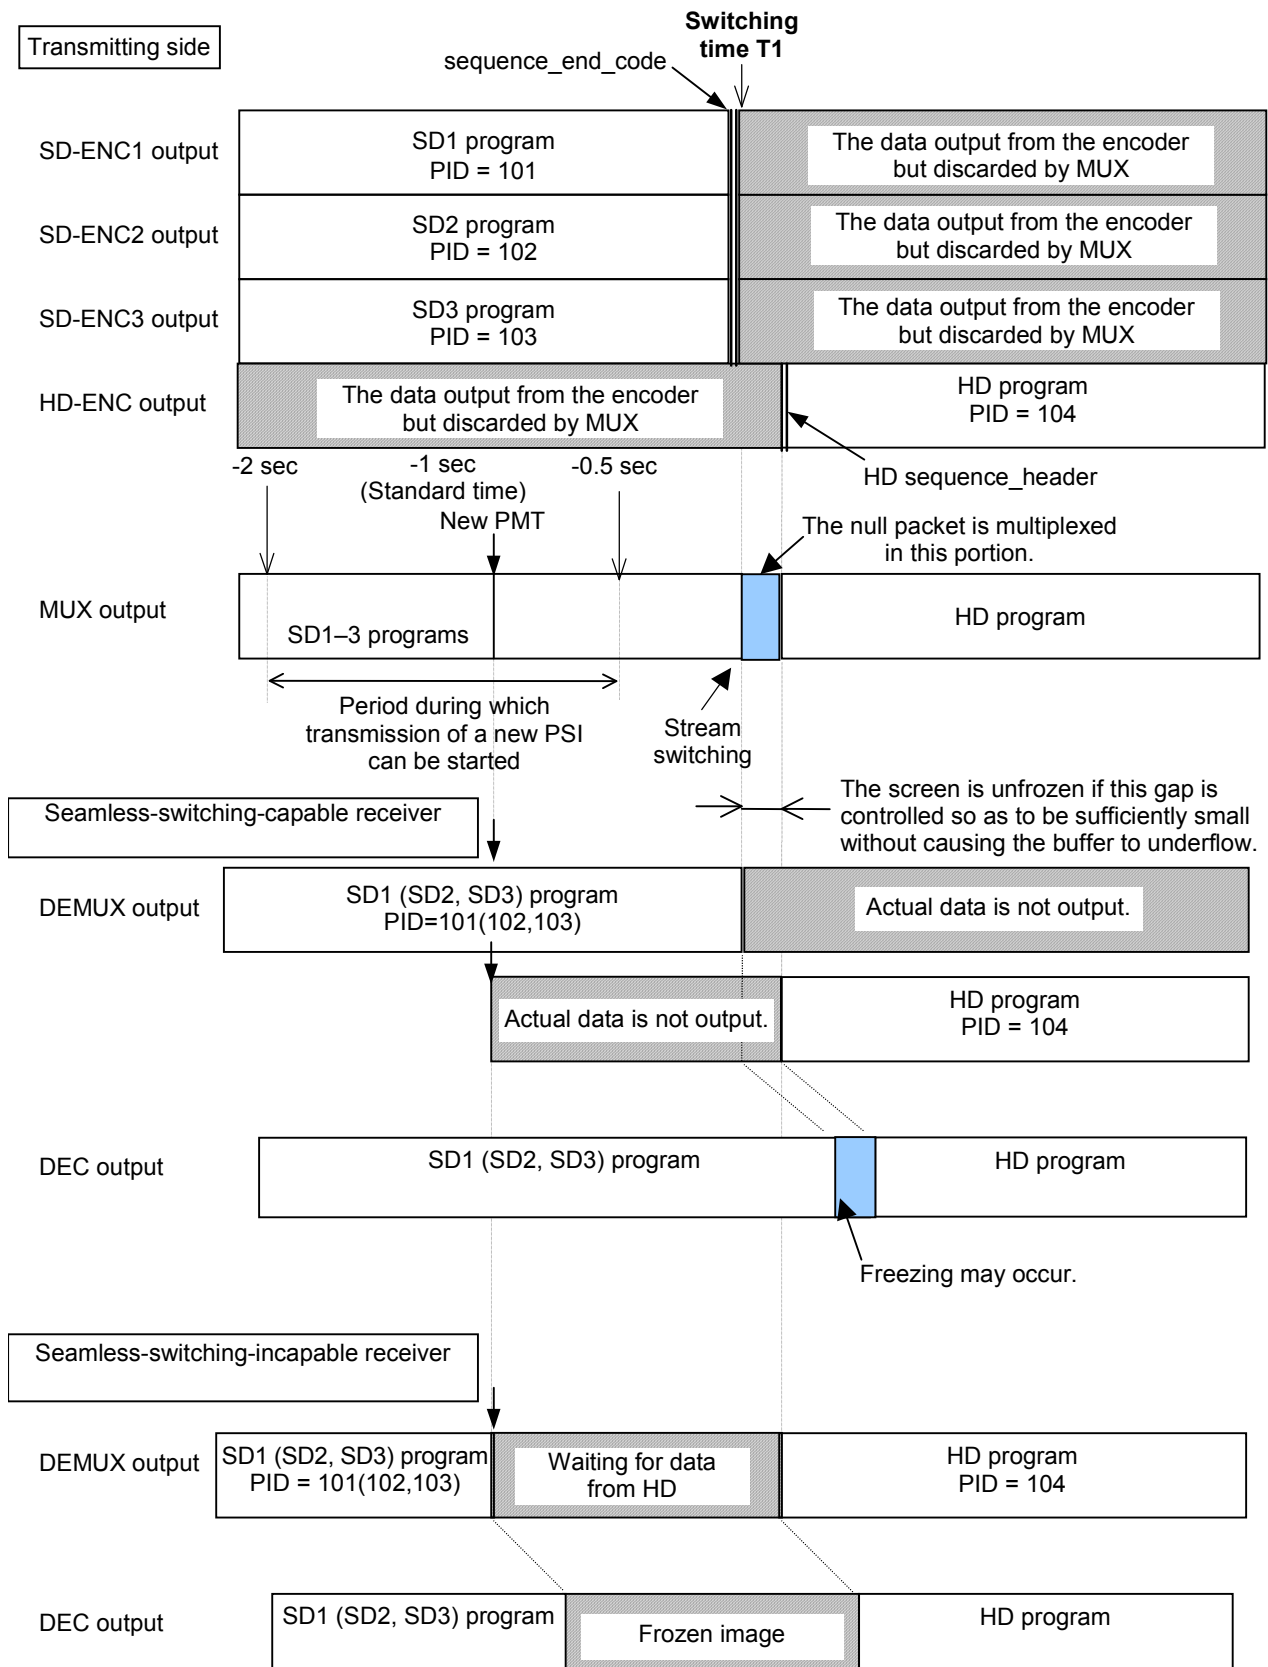 Switching
time T1
Transmitting side
sequence_end_code
SD-ENC1 output
SD1 program
PID = 101
The data output from the encoder
but discarded by MUX
SD-ENC2 output
SD2 program
PID = 102
The data output from the encoder
but discarded by MUX
SD-ENC3 output
SD3 program
PID = 103
The data output from the encoder
but discarded by MUX
HD-ENC output
The data output from the encoder
but discarded by MUX
HD program
PID = 104
-2 sec
-1 sec
(Standard time)
New PMT
-0.5 sec
HD sequence_header
The null packet is multiplexed
in this portion.
MUX output
SD1–3 programs
HD program
Period during which
transmission of a new PSI
can be started
Stream
switching
The screen is unfrozen if this gap is
controlled so as to be sufficiently small
without causing the buffer to underflow.
Seamless-switching-capable receiver
DEMUX output
SD1 (SD2, SD3) program
PID=101(102,103)
Actual data is not output.
Actual data is not output.
HD program
PID = 104
DEC output
SD1 (SD2, SD3) program
HD program
Freezing may occur.
Seamless-switching-incapable receiver
DEMUX output
SD1 (SD2, SD3) program
PID = 101(102,103)
Waiting for data
from HD
HD program
PID = 104
DEC output
SD1 (SD2, SD3) program
Frozen image
HD program